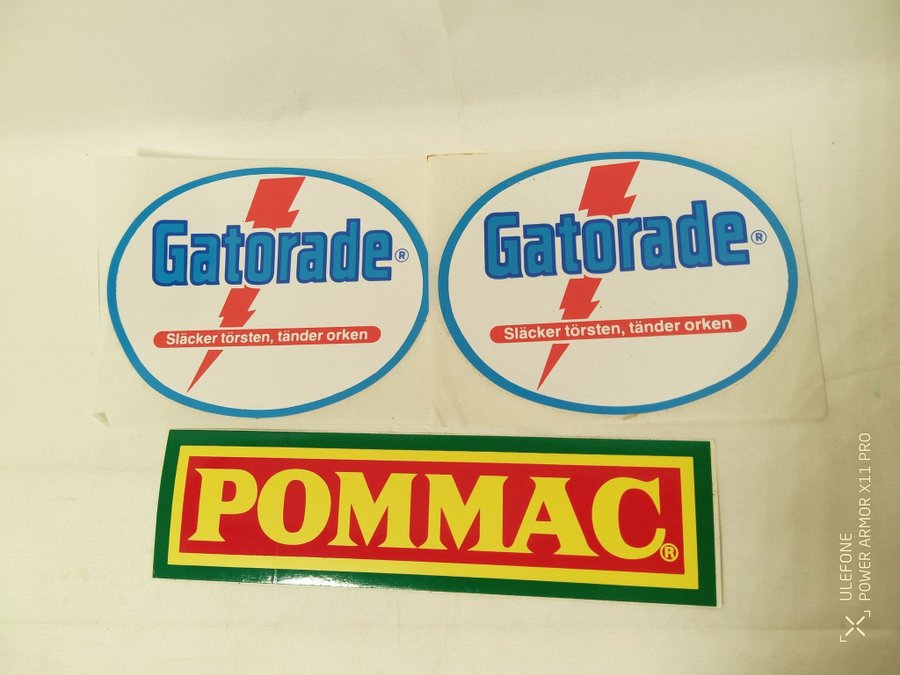 Gatorade®
Släcker törsten, tänder orken
Gatorade®
Släcker törsten, tänder orken
POMMAC®
ULEFONE
POWER ARMOR X11 PRO